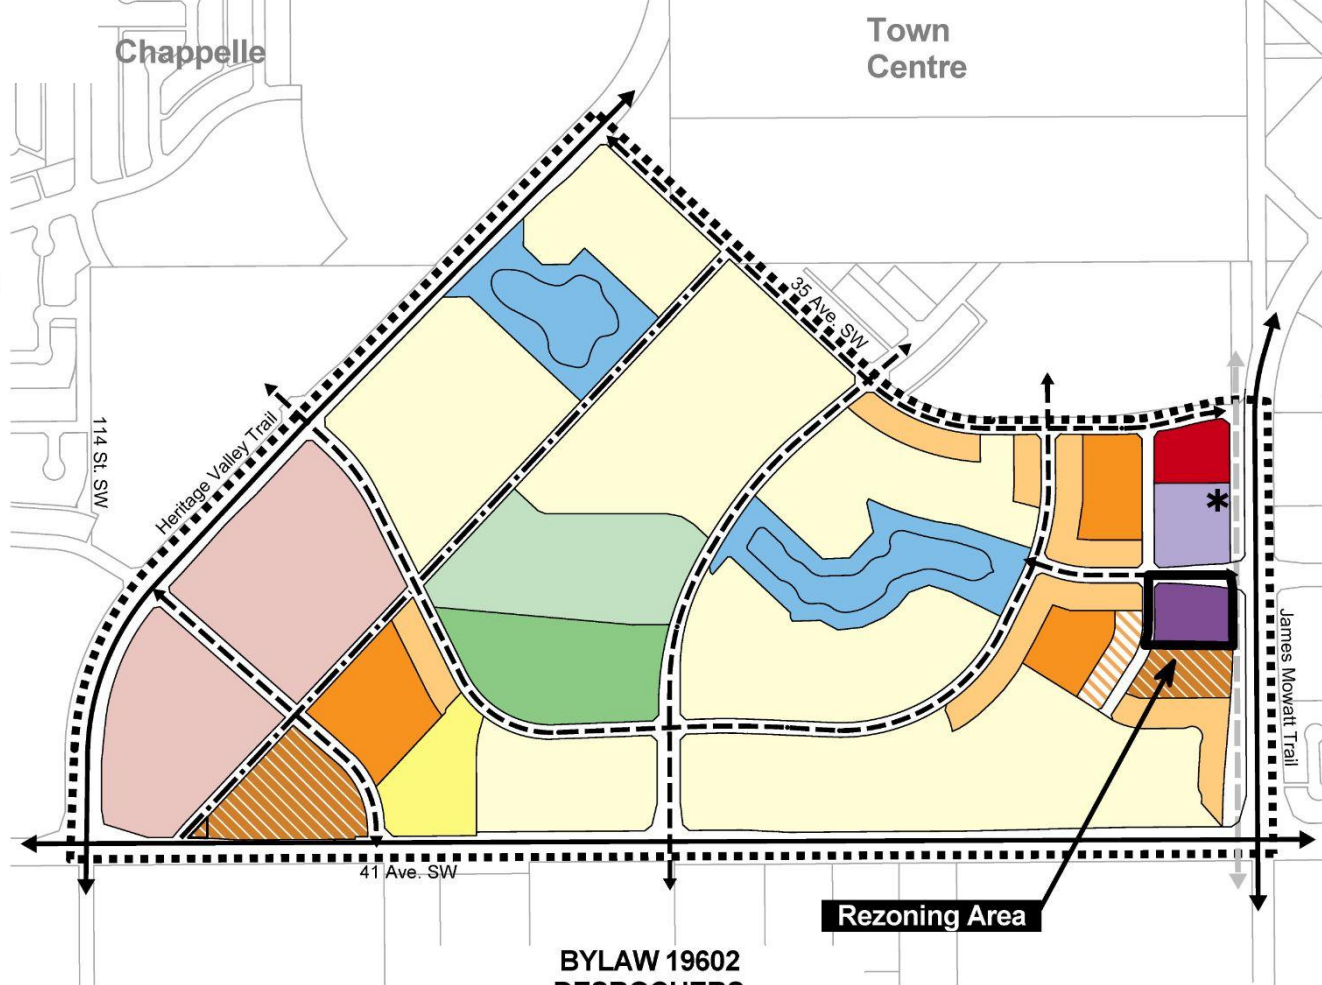 Chappelle
Town
Centre
35 Ave. SW
Heritage Valley Trail
114 St. SW
*
James Mowatt Trail
41 Ave. SW
Rezoning Area
BYLAW 19602